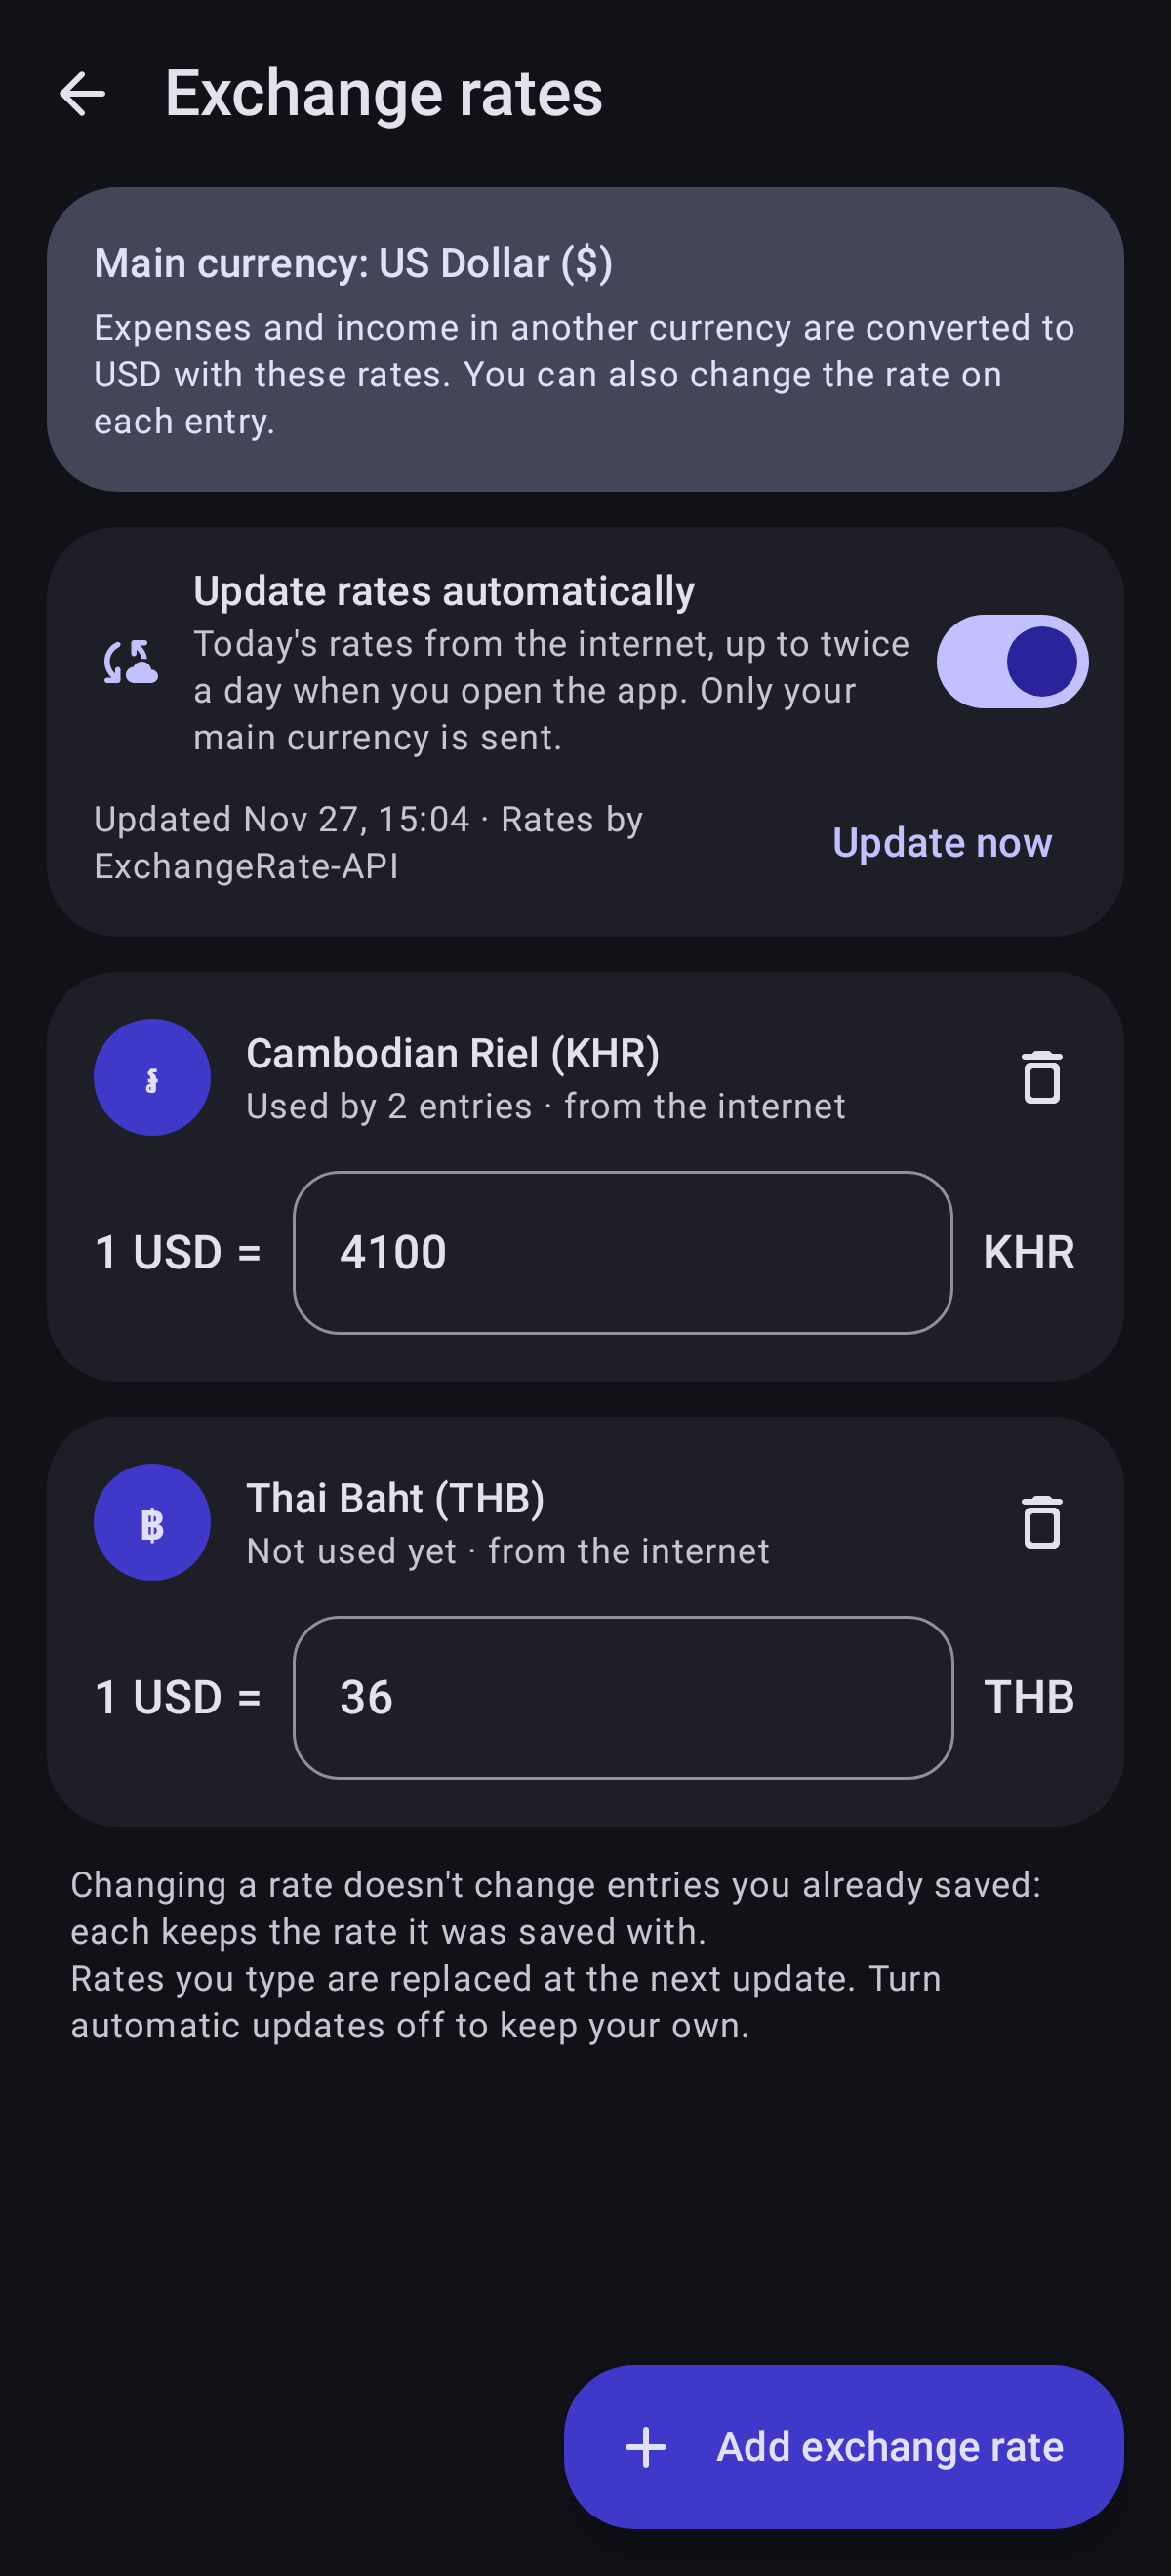 Exchange rates
Main currency: US Dollar ($)
Expenses and income in another currency are converted to
USD with these rates. You can also change the rate on
each entry.
Update rates automatically
Today's rates from the internet, up to twice
a day when you open the app. Only your
main currency is sent.
Updated Nov 27, 15:04 · Rates by
ExchangeRate-API
Update now
៛
Cambodian Riel (KHR)
Used by 2 entries · from the internet
1 USD =
4100
KHR
฿
Thai Baht (THB)
Not used yet · from the internet
1 USD =
36
THB
Changing a rate doesn't change entries you already saved:
each keeps the rate it was saved with.
Rates you type are replaced at the next update. Turn
automatic updates off to keep your own.
Add exchange rate